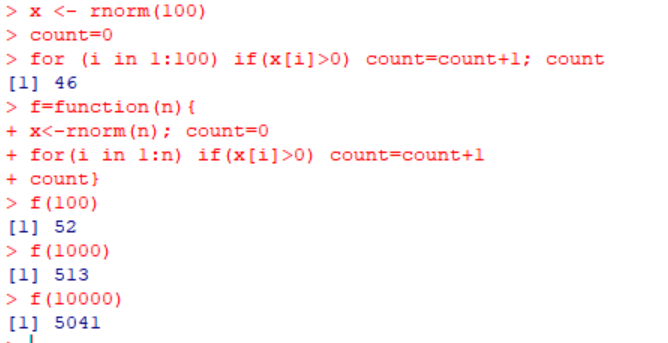 > x <- rnorm(100)
> count=0
> for (i in 1:100) if(x[i]>0) count=count+1; count
[1] 46
> f=function(n){
+ x<-rnorm(n); count=0
+ for(i in 1:n) if(x[i]>0) count=count+1
+ count}
> f(100)
[1] 52
> f(1000)
[1] 513
> f(10000)
[1] 5041